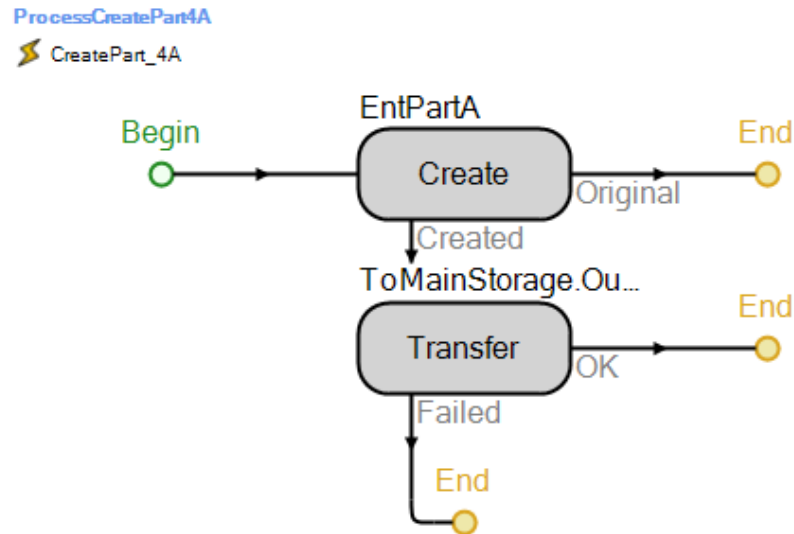 ProcessCreatePart4A
CreatePart_4A
EntPartA
Begin
End
Create
Original
Created
ToMainStorage.Ou...
End
Transfer
OK
Failed
End